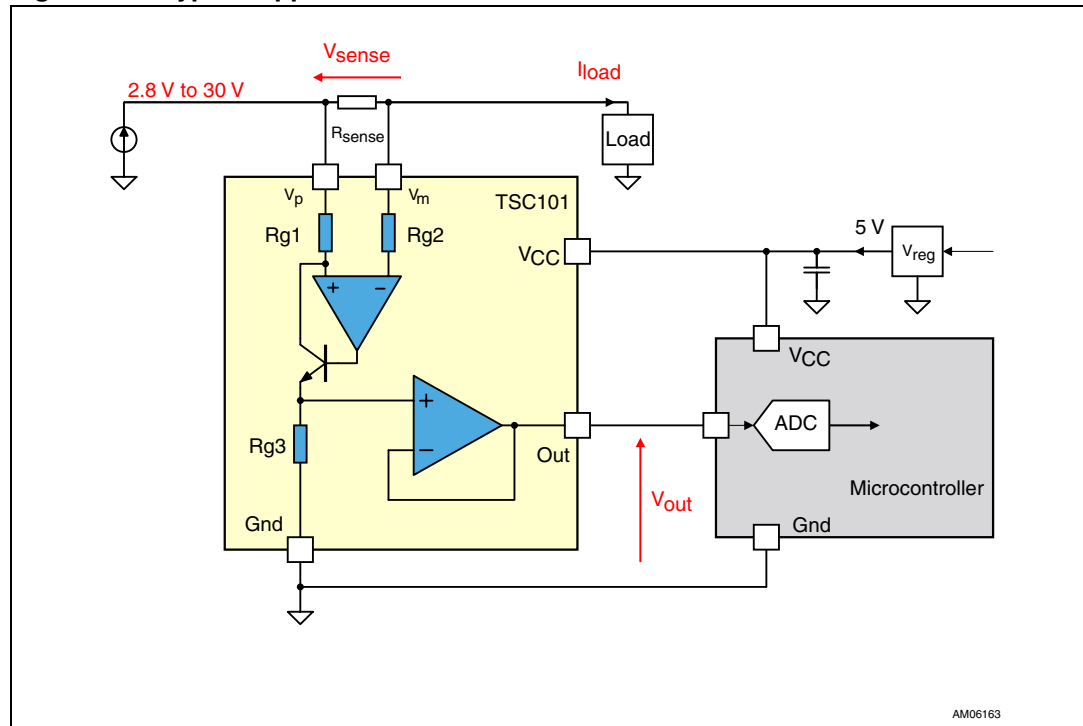 Vsense
Iload
2.8 V to 30 V
Rsense
Load
Vp
Vm
TSC101
Rg1
Rg2
VCC
5 V
Vreg
+
−
VCC
+
−
ADC
Rg3
Out
Microcontroller
Vout
Gnd
Gnd
AM06163